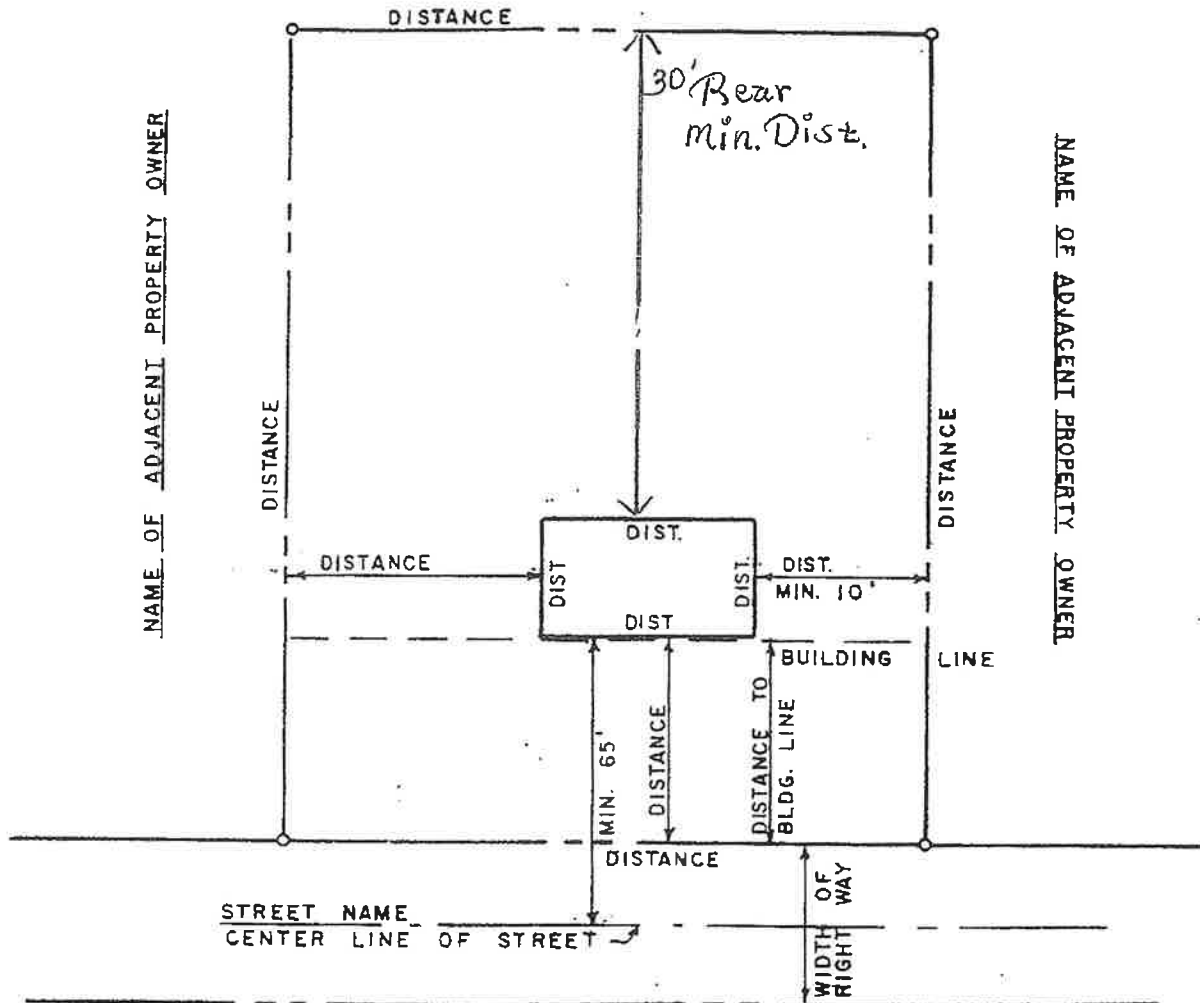 DISTANCE
30' Rear
Min. Dist.
NAME OF ADJACENT PROPERTY OWNER
NAME OF ADJACENT PROPERTY OWNER
DISTANCE
DISTANCE
DIST.
DISTANCE
DIST
DIST.
DIST.
MIN. 10'
DIST
BUILDING LINE
MIN. 65'
DISTANCE
DISTANCE TO
BLDG. LINE
DISTANCE
WIDTH OF
RIGHT WAY
STREET NAME
CENTER LINE OF STREET